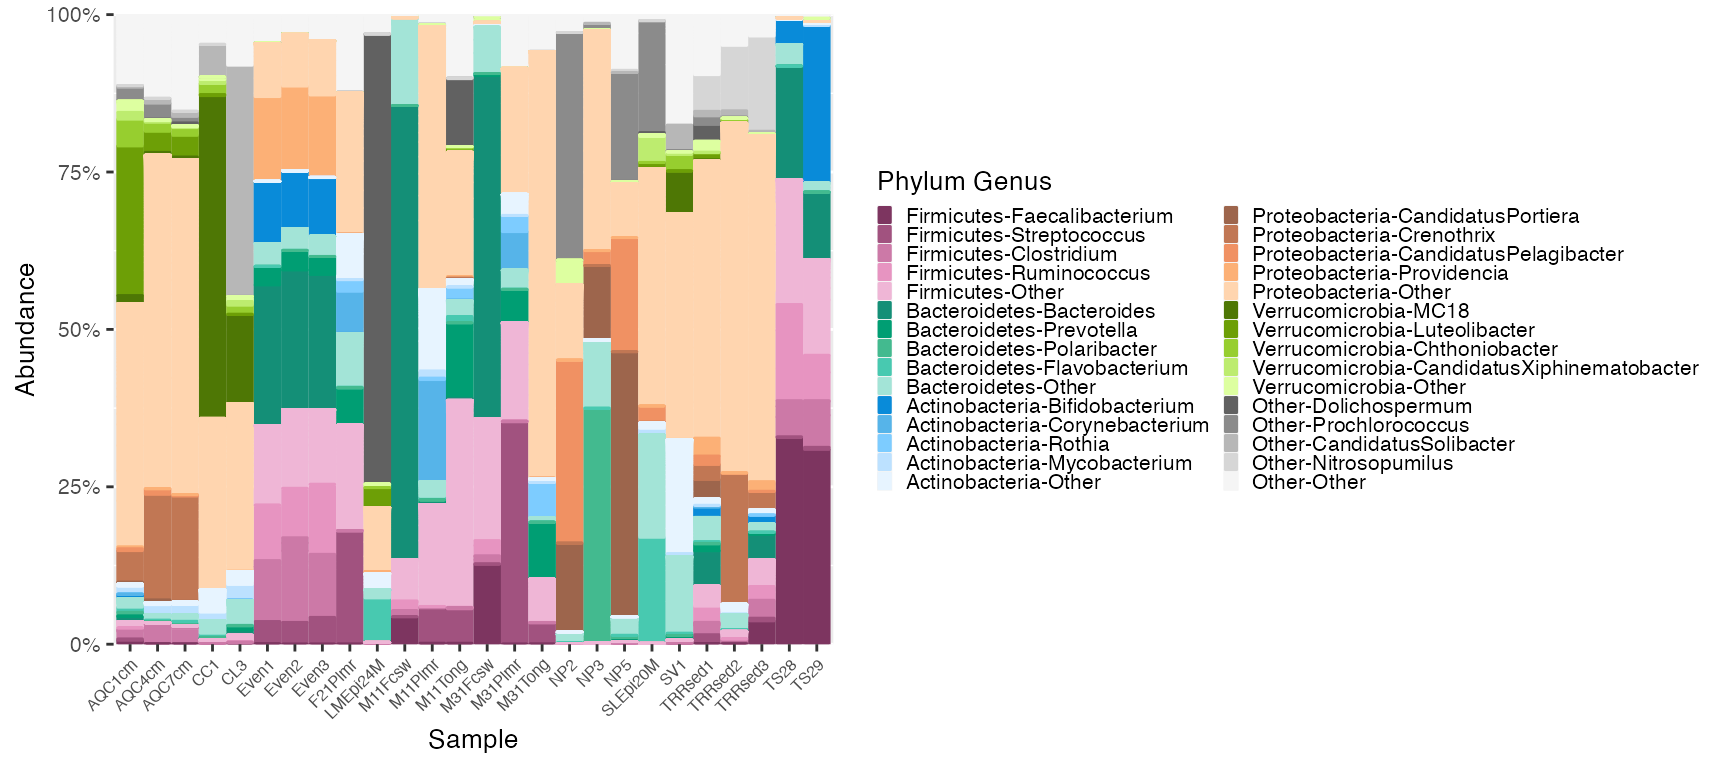 100%
75%
50%
25%
0%
Abundance
AQC1cm
AQC4cm
AQC7cm
CC1
CL3
Even1
Even2
Even3
F21Plmr
LMEpi24M
M11Fcsw
M11Plmr
M11Tong
M31Fcsw
M31Plmr
M31Tong
NP2
NP3
NP5
SLEpi20M
SV1
TRRsed1
TRRsed2
TRRsed3
TS28
TS29
Sample
Phylum Genus
Firmicutes-Faecalibacterium
Firmicutes-Streptococcus
Firmicutes-Clostridium
Firmicutes-Ruminococcus
Firmicutes-Other
Bacteroidetes-Bacteroides
Bacteroidetes-Prevotella
Bacteroidetes-Polaribacter
Bacteroidetes-Flavobacterium
Bacteroidetes-Other
Actinobacteria-Bifidobacterium
Actinobacteria-Corynebacterium
Actinobacteria-Rothia
Actinobacteria-Mycobacterium
Actinobacteria-Other
Proteobacteria-CandidatusPortiera
Proteobacteria-Crenothrix
Proteobacteria-CandidatusPelagibacter
Proteobacteria-Providencia
Proteobacteria-Other
Verrucomicrobia-MC18
Verrucomicrobia-Luteolibacter
Verrucomicrobia-Chthoniobacter
Verrucomicrobia-CandidatusXiphinematobacter
Verrucomicrobia-Other
Other-Dolichospermum
Other-Prochlorococcus
Other-CandidatusSolibacter
Other-Nitrosopumilus
Other-Other